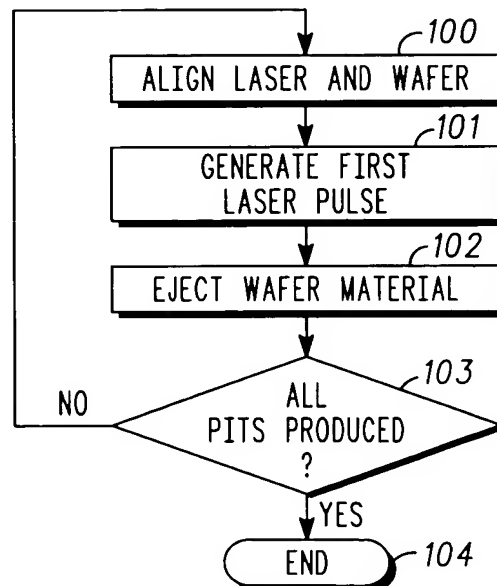 100
ALIGN LASER AND WAFER
101
GENERATE FIRST
LASER PULSE
102
EJECT WAFER MATERIAL
103
ALL
PITS PRODUCED
?
NO
YES
END
104